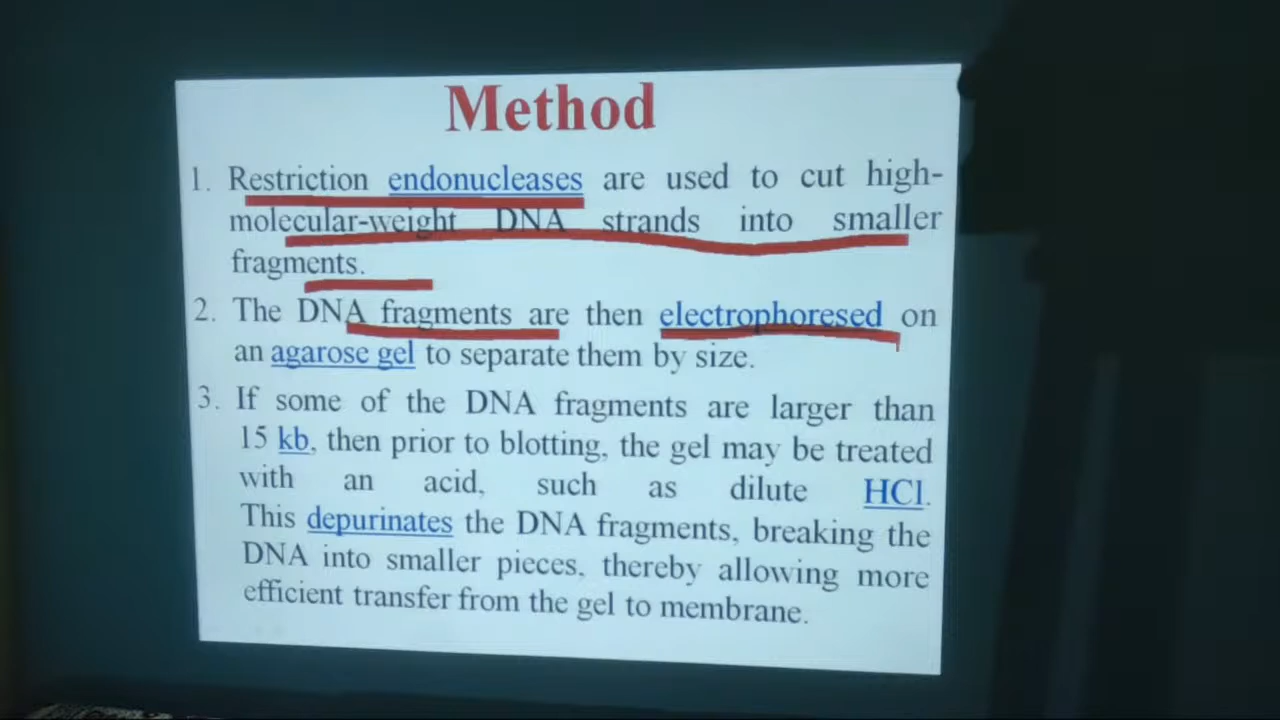 Method
1. Restriction endonucleases are used to cut high-
molecular-weight DNA strands into smaller
fragments.
2. The DNA fragments are then electrophoresed on
an agarose gel to separate them by size.
3. If some of the DNA fragments are larger than
15 kb, then prior to blotting, the gel may be treated
with an acid, such as dilute HCl.
This depurinates the DNA fragments, breaking the
DNA into smaller pieces, thereby allowing more
efficient transfer from the gel to membrane.